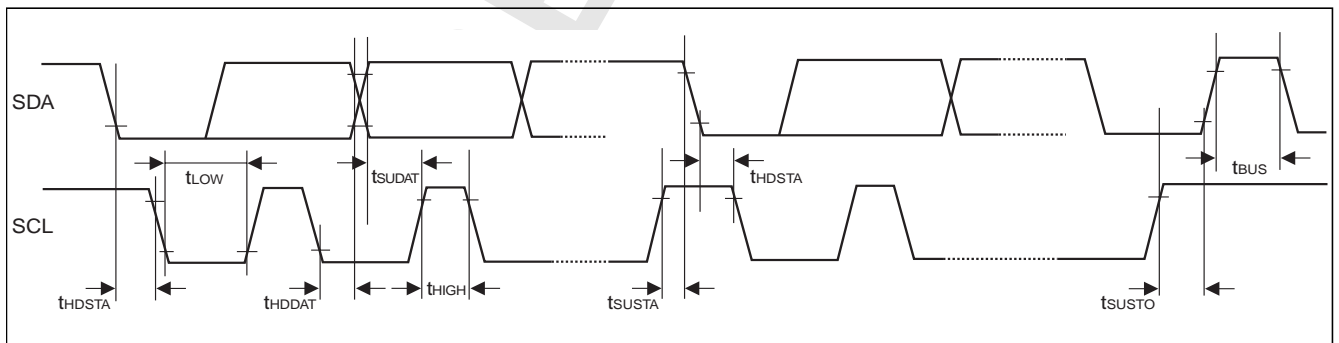 SDA
tLOW
tSUDAT
tHDSTA
tBUS
SCL
tHDSTA
tHDDAT
tHIGH
tSUSTA
tSUSTO